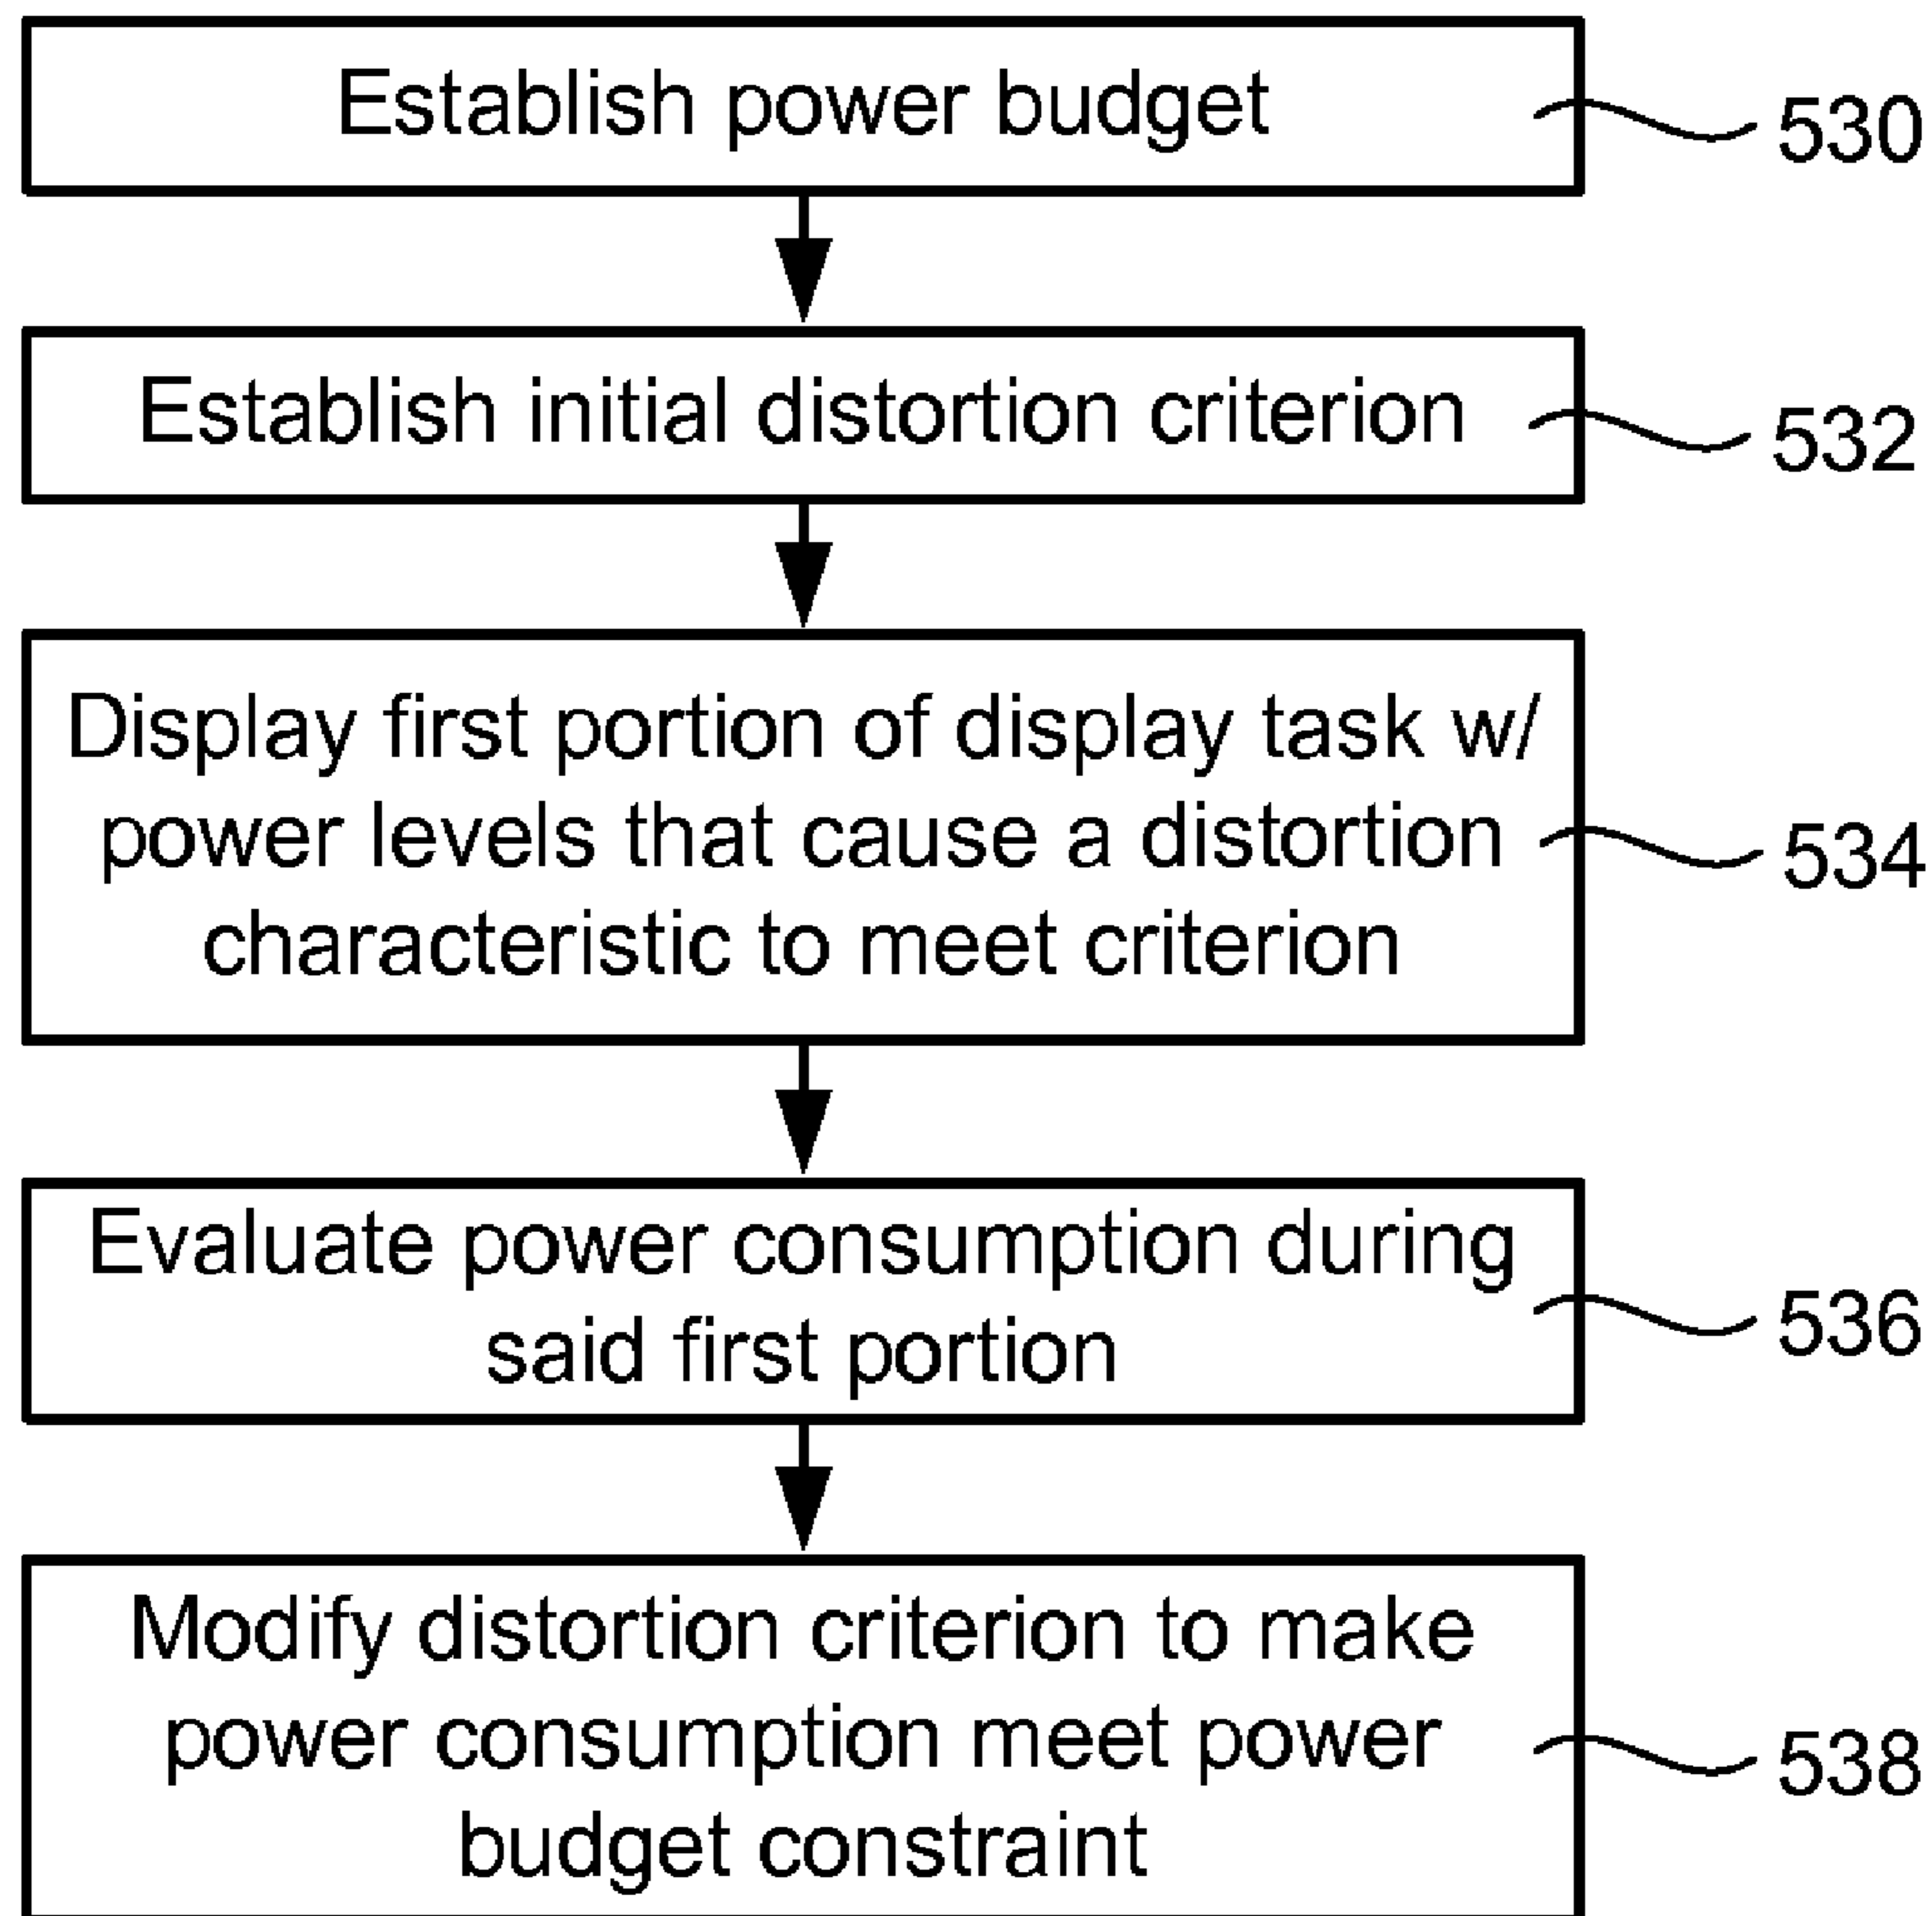 Establish power budget
530
Establish initial distortion criterion
532
Display first portion of display task w/
power levels that cause a distortion
characteristic to meet criterion
534
Evaluate power consumption during
said first portion
536
Modify distortion criterion to make
power consumption meet power
budget constraint
538